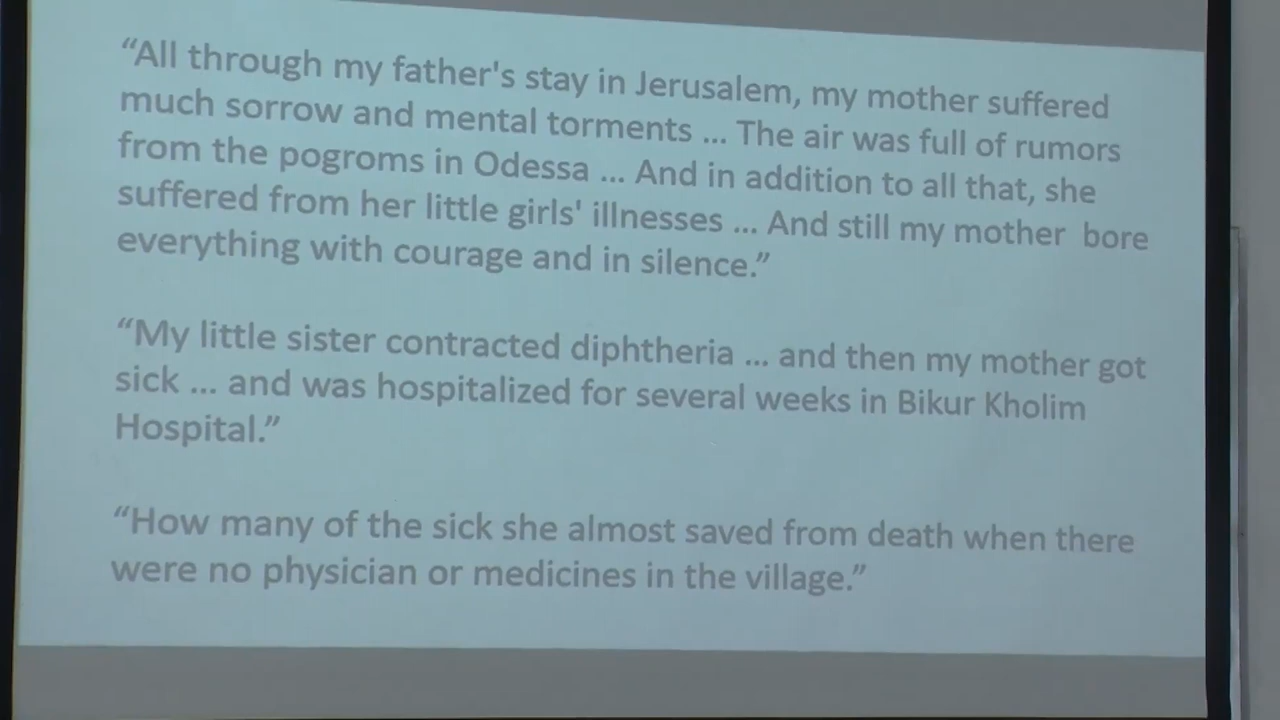 “All through my father's stay in Jerusalem, my mother suffered
much sorrow and mental torments ... The air was full of rumors
from the pogroms in Odessa ... And in addition to all that, she
suffered from her little girls' illnesses ... And still my mother bore
everything with courage and in silence.”
“My little sister contracted diphtheria ... and then my mother got
sick ... and was hospitalized for several weeks in Bikur Kholim
Hospital.”
“How many of the sick she almost saved from death when there
were no physician or medicines in the village.”